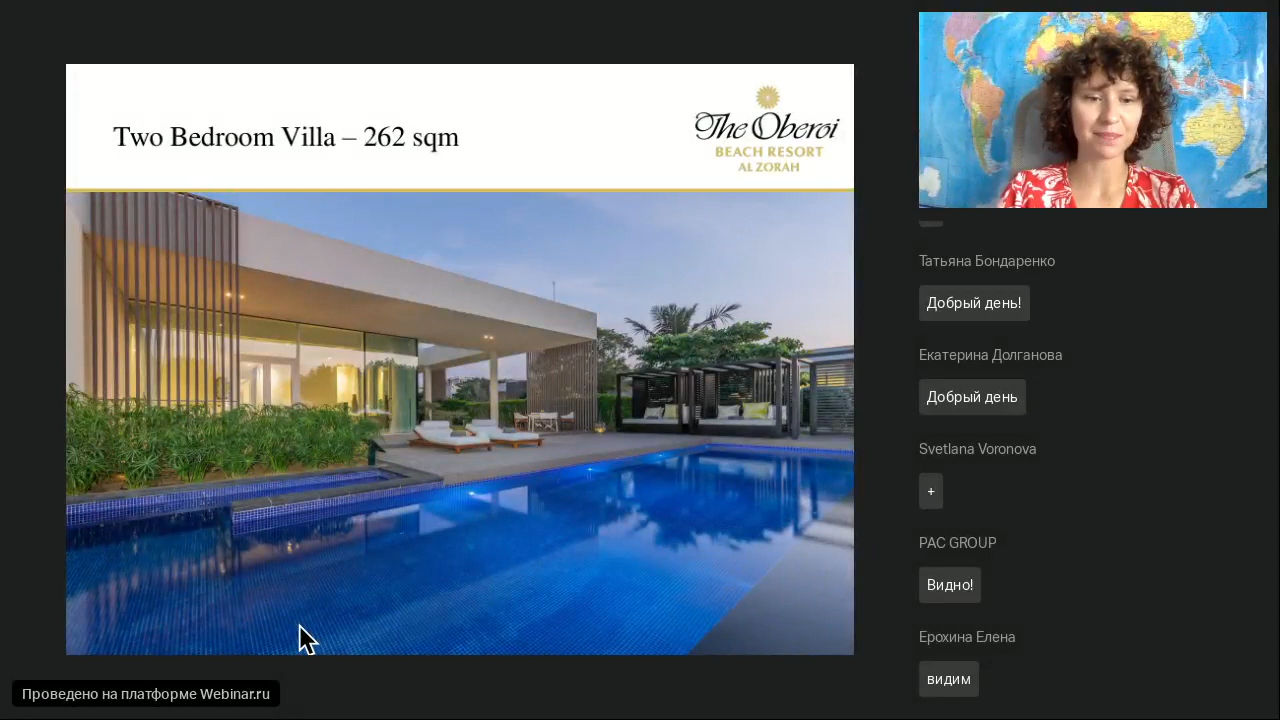 Two Bedroom Villa – 262 sqm
The Oberoi
BEACH RESORT
AL ZORAH
Татьяна Бондаренко
Добрый день!
Екатерина Долганова
Добрый день
Svetlana Voronova
+
PAC GROUP
Видно!
Ерохина Елена
видим
Проведено на платформе Webinar.ru